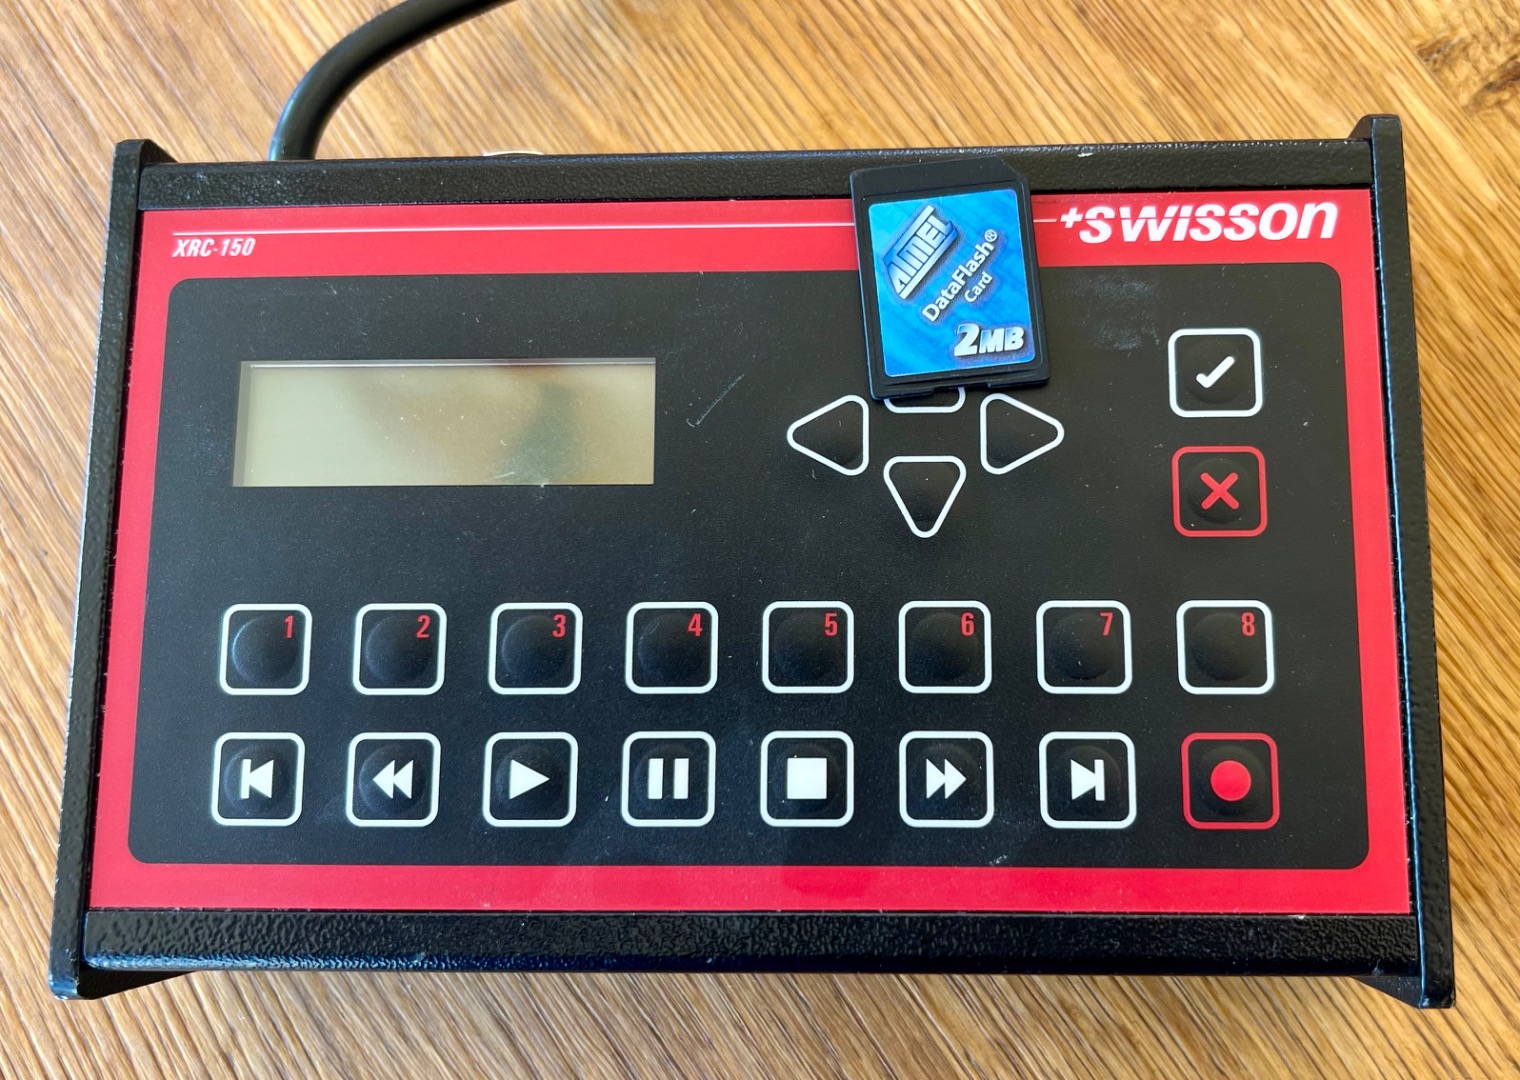 XRC-150
+swisson
ATMEL
DataFlash®
Card
2MB
1 2 3 4 5 6 7 8